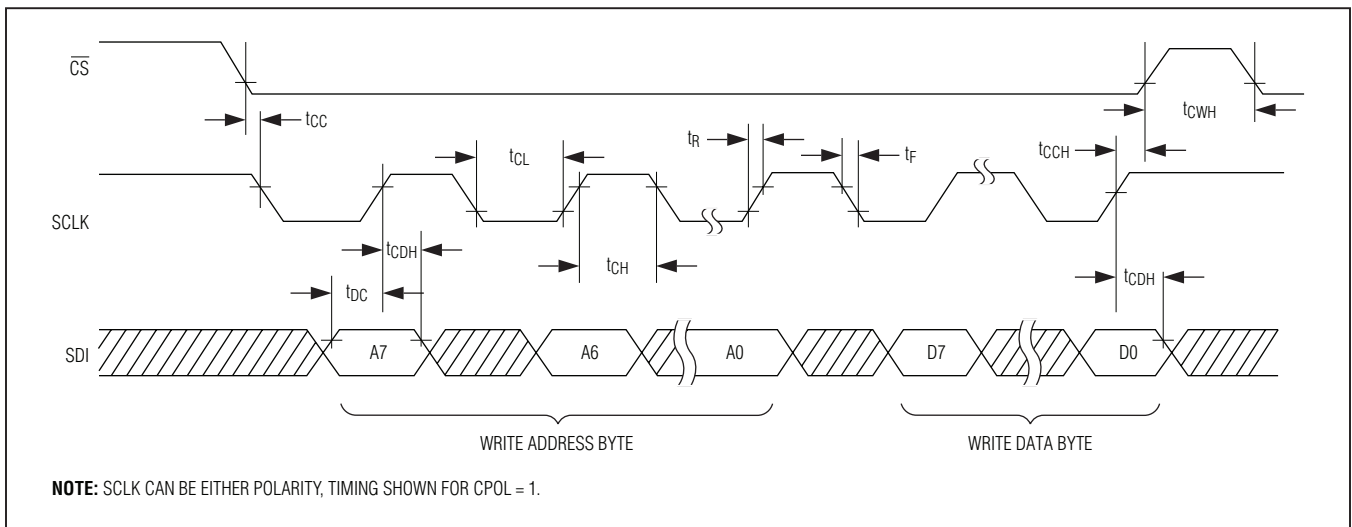 CS
tCC
tCWH
tCL
tR
tF
tCCH
SCLK
tCDH
tCH
tCDH
tDC
SDI
A7
A6
A0
D7
D0
WRITE ADDRESS BYTE
WRITE DATA BYTE
NOTE: SCLK CAN BE EITHER POLARITY, TIMING SHOWN FOR CPOL = 1.